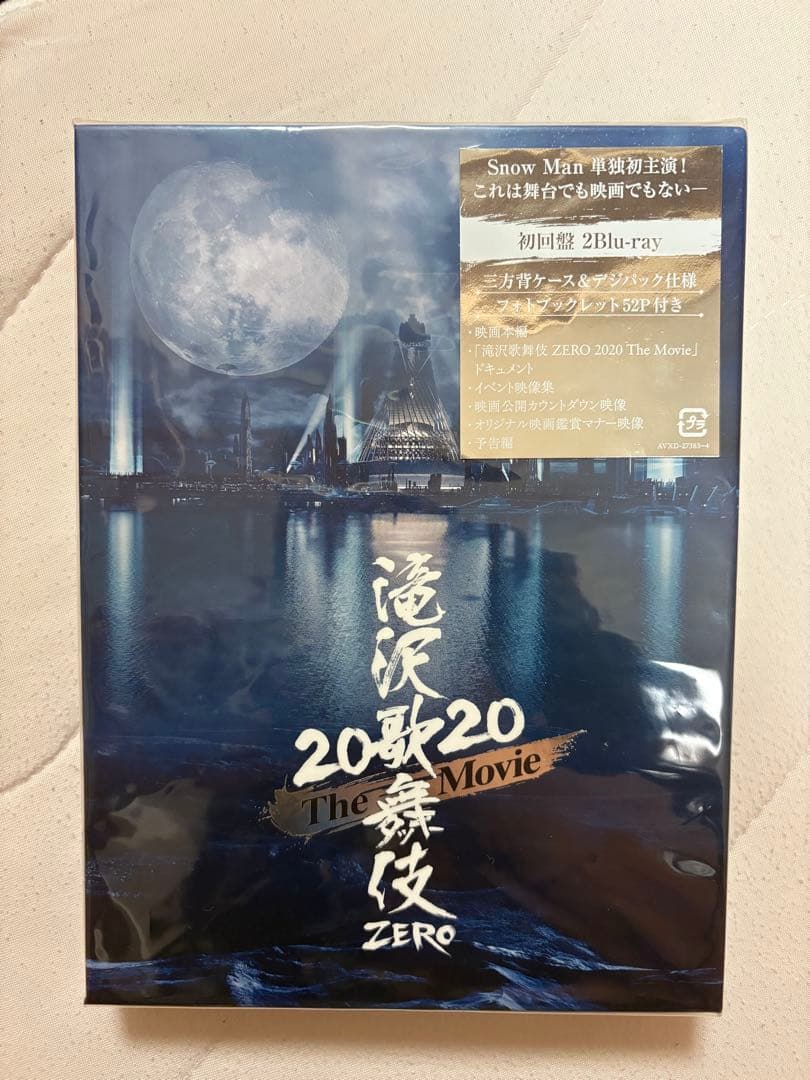 Snow Man 単独初主演!
これは舞台でも映画でもない―
初回盤 2Blu-ray
三方背ケース&デジパック仕様
フォトブックレット52P付き
・映画本編
・「滝沢歌舞伎 ZERO 2020 The Movie」
ドキュメント
・イベント映像集
・映画公開カウントダウン映像
・オリジナル映画鑑賞マナー映像
・予告編
プラ
AVXD-27383~4
滝沢歌舞伎
2020
The Movie
ZERO